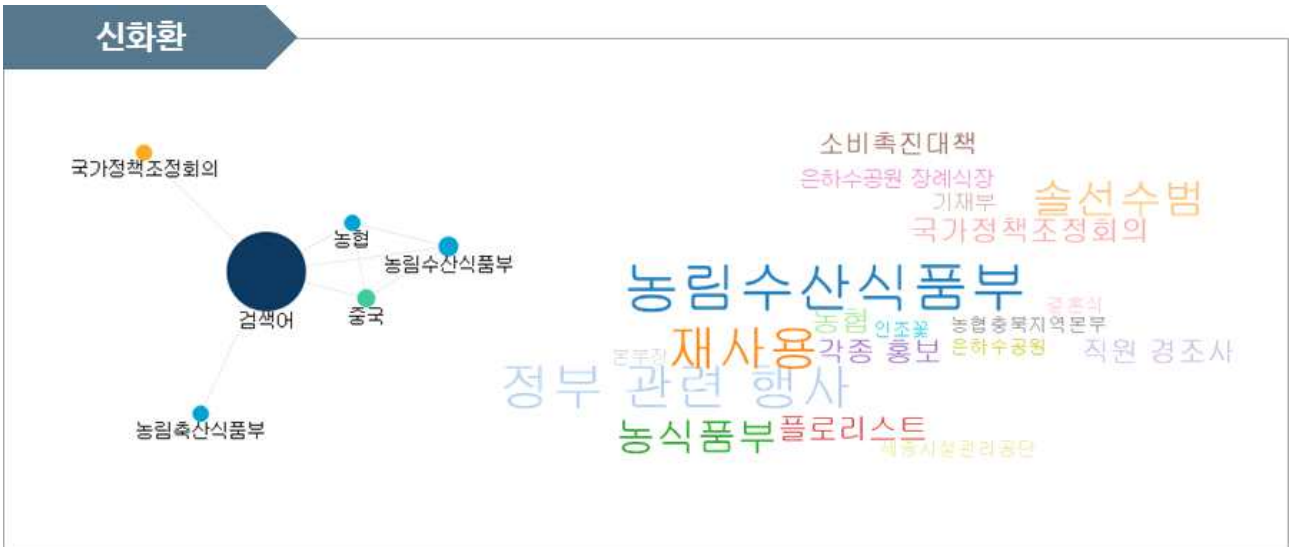 신화환
국가정책조정회의
농협
농림수산식품부
검색어
중국
농림축산식품부
소비촉진대책
은하수공원 장례식장
기재부
솔선수범
국가정책조정회의
농림수산식품부
결혼식
농협
인조꽃
농협충북지역본부
재사용
본부장
각종 홍보
은하수공원
직원 경조사
정부 관련 행사
농식품부
플로리스트
세종시설관리공단